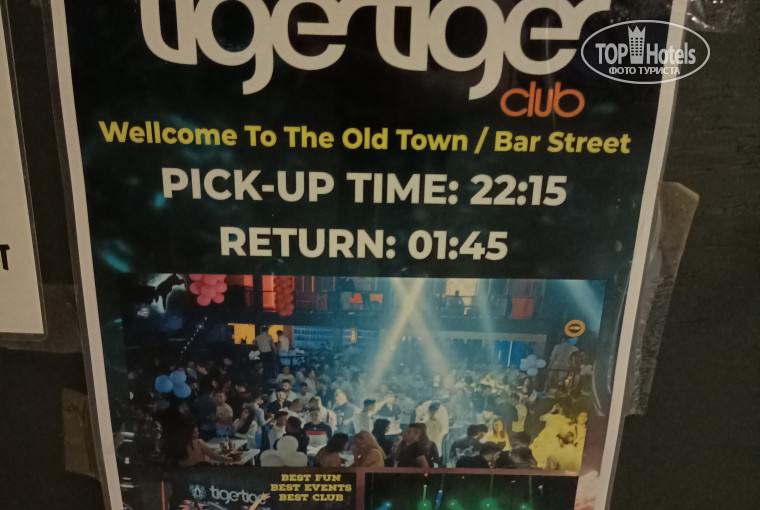 tigertiger
TOP Hotels
ФОТО ТУРИСТА
club
Wellcome To The Old Town / Bar Street
PICK-UP TIME: 22:15
RETURN: 01:45
T
BEST FUN
BEST EVENTS
BEST CLUB